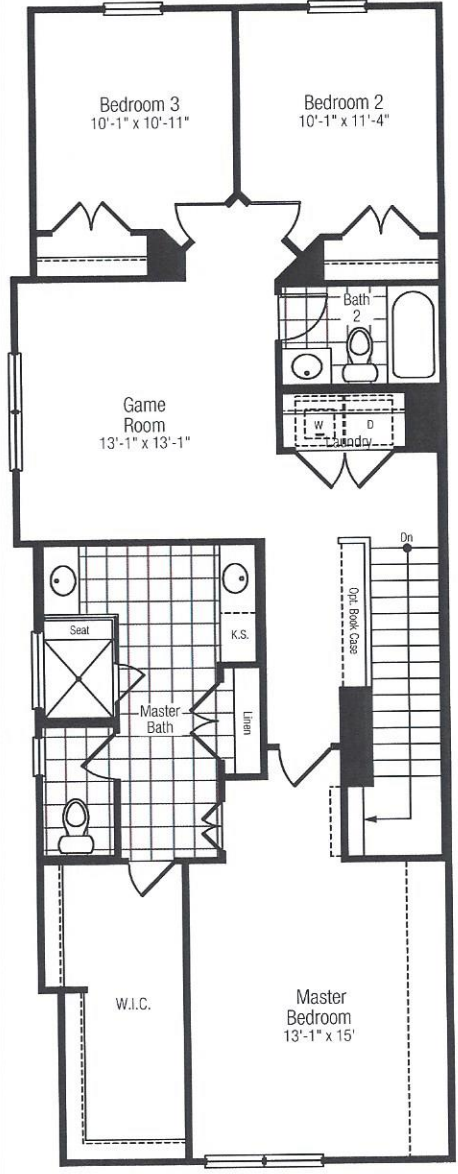 Bedroom 3
10'-1" x 10'-11"
Bedroom 2
10'-1" x 11'-4"
Bath
2
Game
Room
13'-1" x 13'-1"
W
D
Laundry
Dn
Opt. Book Case
Seat
K.S.
Linen
Master
Bath
W.I.C.
Master
Bedroom
13'-1" x 15'